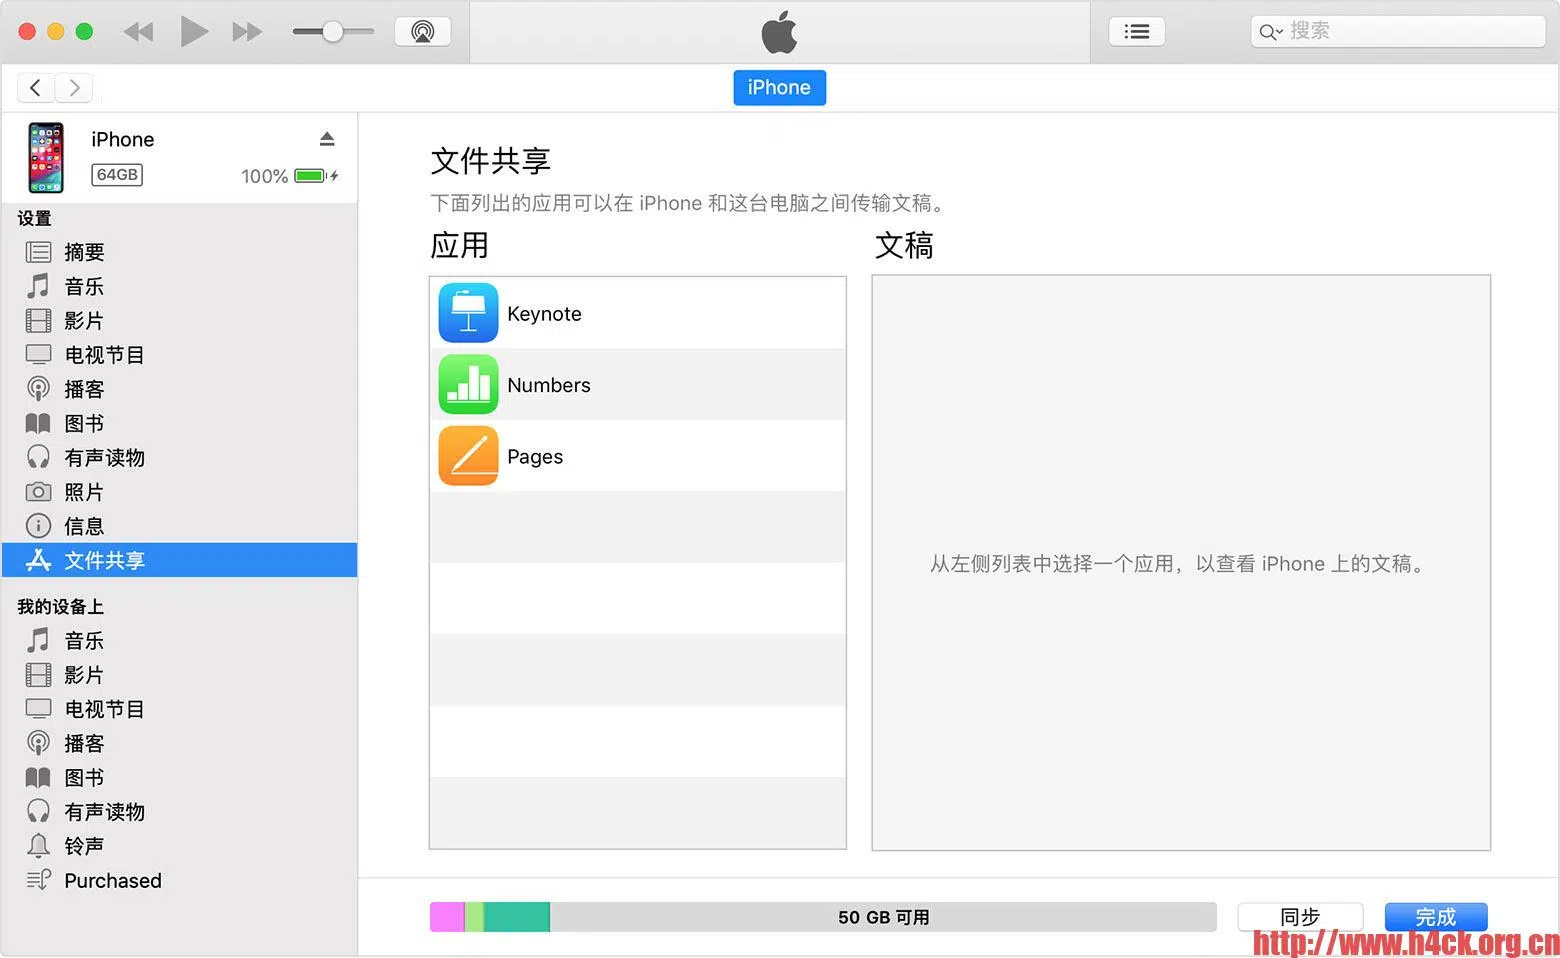 搜索
iPhone
iPhone
64GB
100%
设置
摘要
音乐
影片
电视节目
播客
图书
有声读物
照片
信息
文件共享
我的设备上
音乐
影片
电视节目
播客
图书
有声读物
铃声
Purchased
文件共享
下面列出的应用可以在 iPhone 和这台电脑之间传输文稿。
应用
Keynote
Numbers
Pages
文稿
从左侧列表中选择一个应用，以查看 iPhone 上的文稿。
50 GB 可用
同步
完成
http://www.h4ck.org.cn